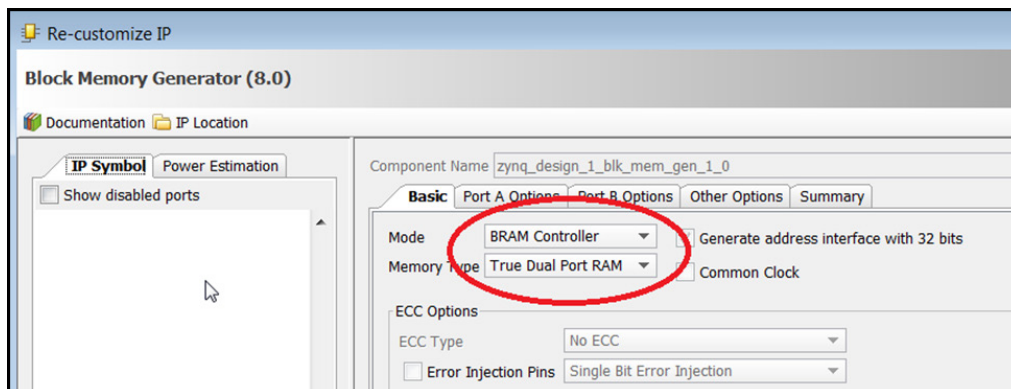 Re-customize IP
Block Memory Generator (8.0)
Documentation IP Location
IP Symbol Power Estimation
Show disabled ports
Component Name zynq_design_1_blk_mem_gen_1_0
Basic Port A Options Port B Options Other Options Summary
Mode BRAM Controller Generate address interface with 32 bits
Memory Type True Dual Port RAM Common Clock
ECC Options
ECC Type No ECC
Error Injection Pins Single Bit Error Injection